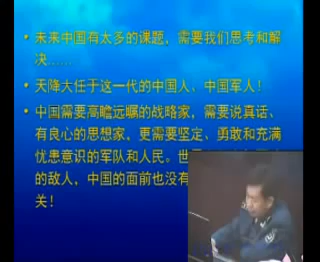 未来中国有太多的课题，需要我们思考和解
决……
天降大任于这一代的中国人、中国军人！
中国需要高瞻远瞩的战略家，需要说真话、
有良心的思想家、更需要坚定、勇敢和充满
忧患意识的军队和人民。世
的敌人，中国的面前也没有
关！